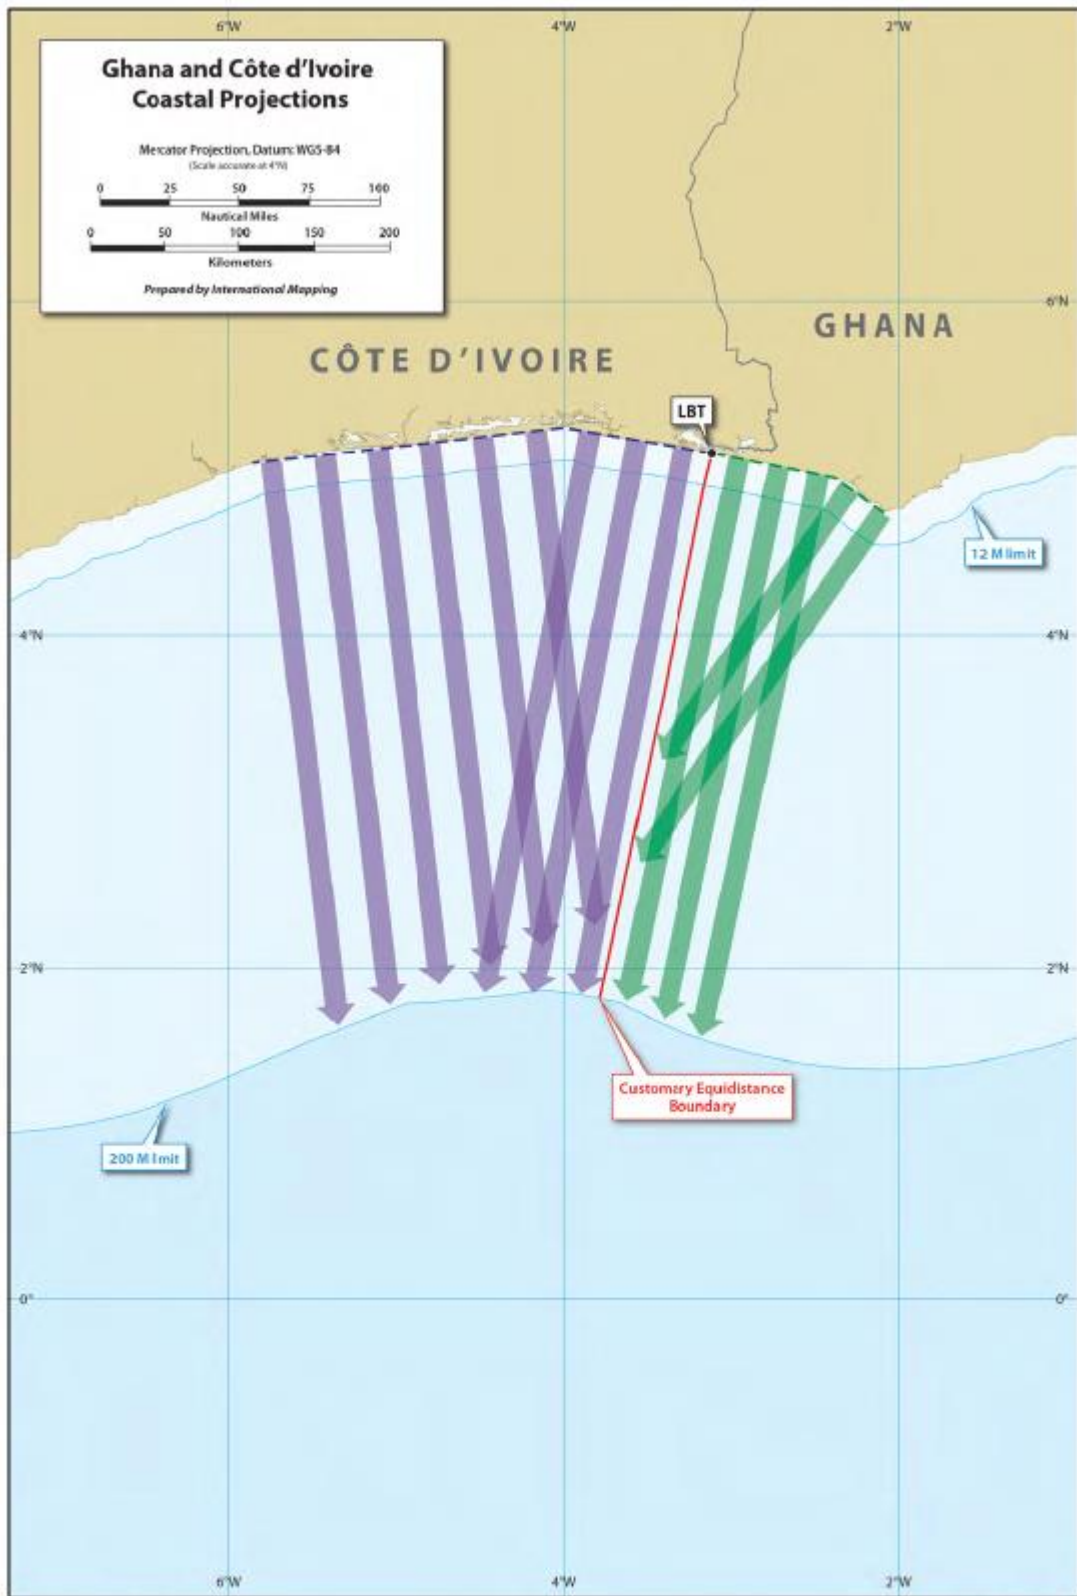 6°W
4°W
2°W
Ghana and Côte d'Ivoire
Coastal Projections
Mercator Projection, Datum: WGS-84
(Scale accurate at 4°N)
0 25 50 75 100
Nautical Miles
0 50 100 150 200
Kilometers
Prepared by International Mapping
6°N
GHANA
CÔTE D'IVOIRE
LBT
12 M limit
4°N
4°N
2°N
2°N
Customary Equidistance
Boundary
200 M limit
0°
0°
6°W
4°W
2°W